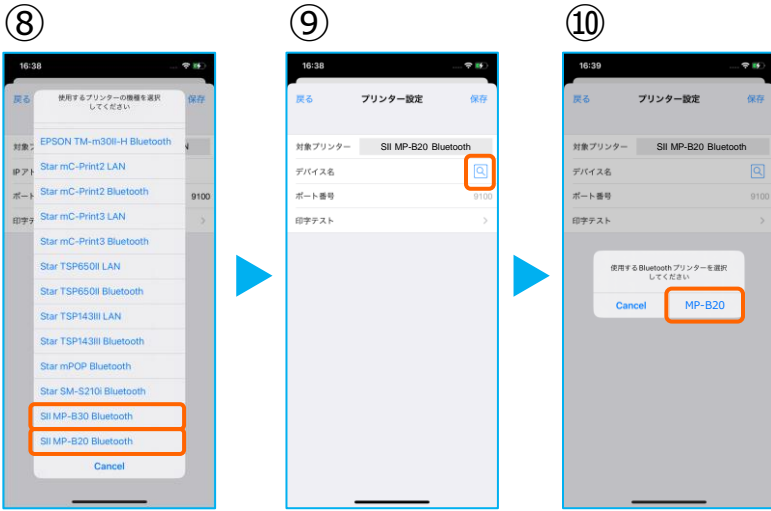 ⑧
16:38
戻る
保存
使用するプリンターの機種を選択
してください
EPSON TM-m30II-H Bluetooth
Star mC-Print2 LAN
Star mC-Print2 Bluetooth
Star mC-Print3 LAN
Star mC-Print3 Bluetooth
Star TSP650II LAN
Star TSP650II Bluetooth
Star TSP143III LAN
Star TSP143III Bluetooth
Star mPOP Bluetooth
Star SM-S210i Bluetooth
SII MP-B30 Bluetooth
SII MP-B20 Bluetooth
Cancel
9100
⑨
16:38
戻る プリンター設定 保存
対象プリンター SII MP-B20 Bluetooth
デバイス名
ポート番号 9100
印字テスト
⑩
16:39
戻る プリンター設定 保存
対象プリンター SII MP-B20 Bluetooth
デバイス名
ポート番号 9100
印字テスト
使用するBluetoothプリンターを選択
してください
Cancel MP-B20